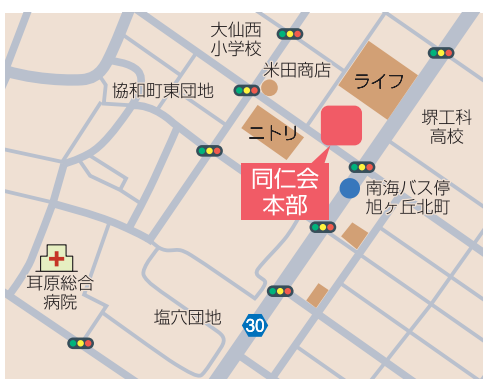 大仙西
小学校
米田商店
ライフ
協和町東団地
堺工科
高校
ニトリ
同仁会
本部
南海バス停
旭ヶ丘北町
耳原総合
病院
塩穴団地
30